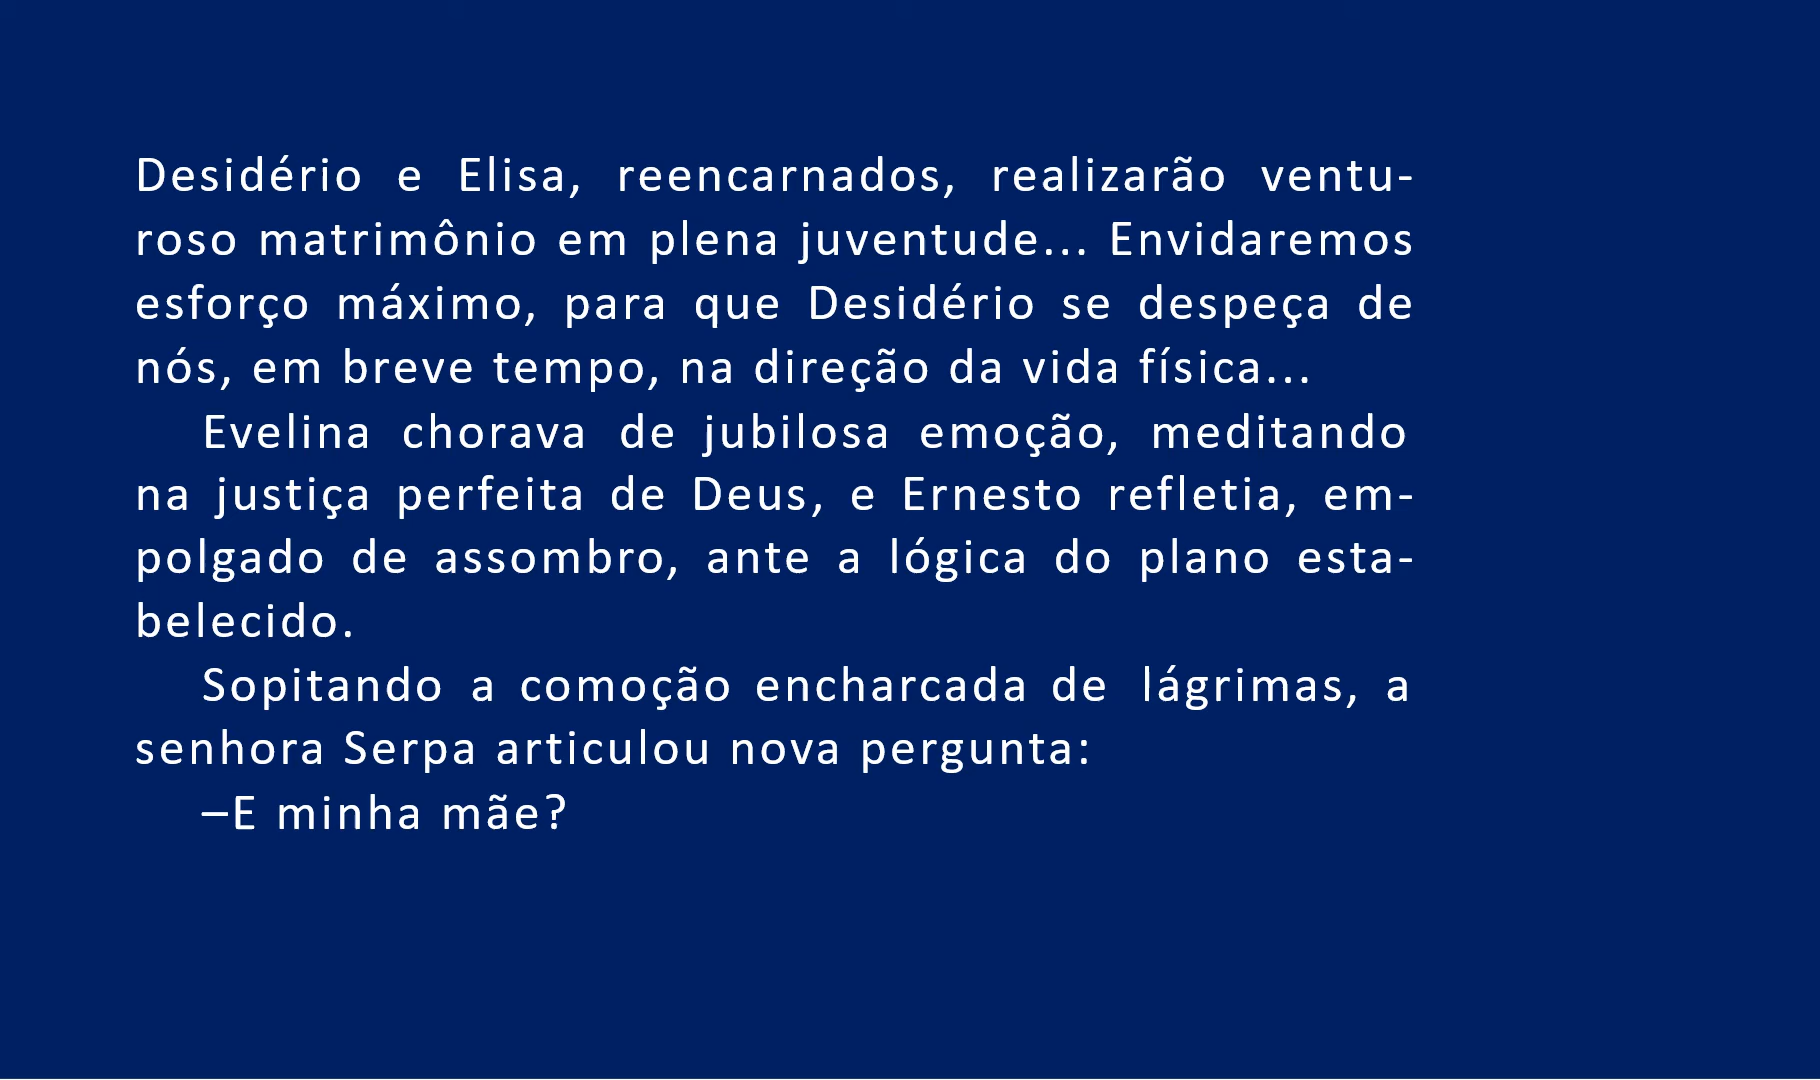 Desidério e Elisa, reencarnados, realizarão ventu-
roso matrimônio em plena juventude... Envidaremos
esforço máximo, para que Desidério se despeça de
nós, em breve tempo, na direção da vida física...
Evelina chorava de jubilosa emoção, meditando
na justiça perfeita de Deus, e Ernesto refletia, em-
polgado de assombro, ante a lógica do plano esta-
belecido.
Sopitando a comoção encharcada de lágrimas, a
senhora Serpa articulou nova pergunta:
–E minha mãe?